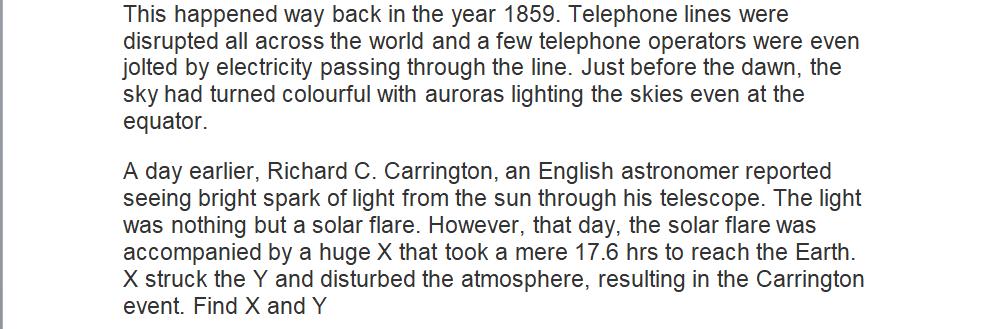 This happened way back in the year 1859. Telephone lines were
disrupted all across the world and a few telephone operators were even
jolted by electricity passing through the line. Just before the dawn, the
sky had turned colourful with auroras lighting the skies even at the
equator.
A day earlier, Richard C. Carrington, an English astronomer reported
seeing bright spark of light from the sun through his telescope. The light
was nothing but a solar flare. However, that day, the solar flare was
accompanied by a huge X that took a mere 17.6 hrs to reach the Earth.
X struck the Y and disturbed the atmosphere, resulting in the Carrington
event. Find X and Y